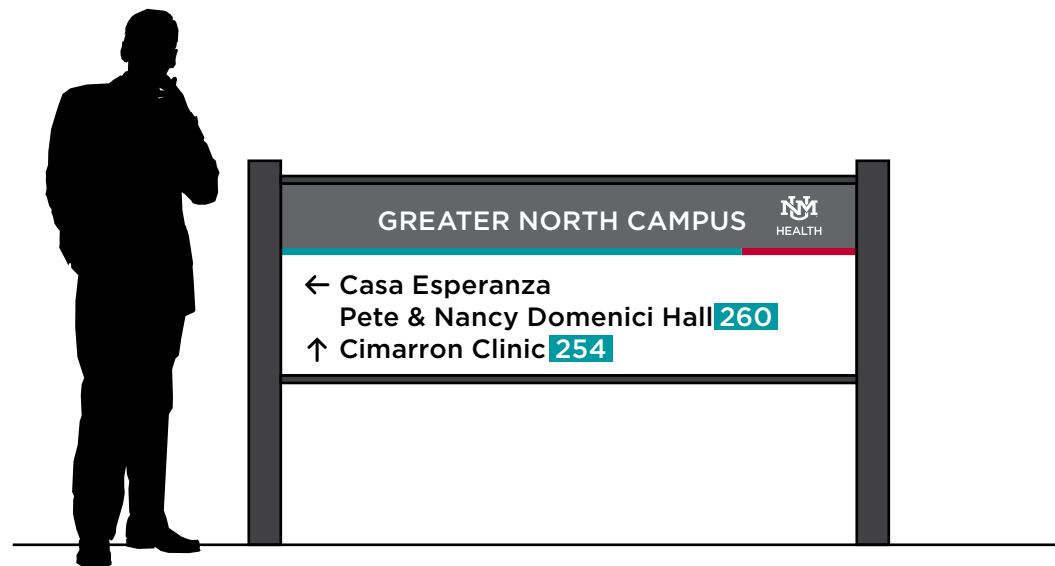 GREATER NORTH CAMPUS
UNM
HEALTH
← Casa Esperanza
Pete & Nancy Domenici Hall 260
↑ Cimarron Clinic 254